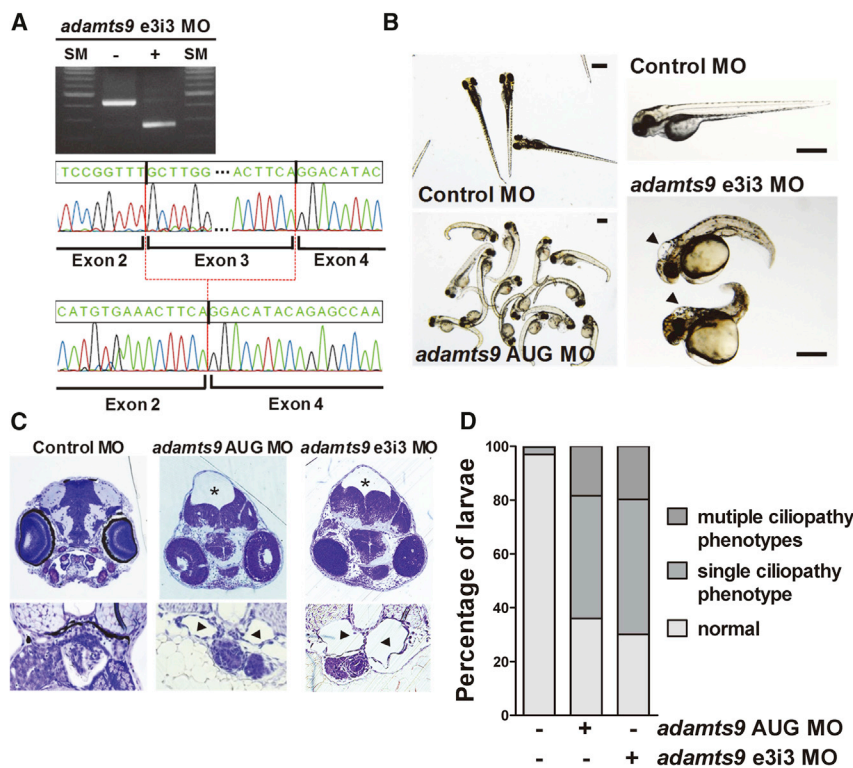 A
adamts9 e3i3 MO
SM - + SM
TCCGGTTTGCTTGG ··· ACTTCAGGACATAC
Exon 2 Exon 3 Exon 4
CATGTGAAACTTCAGGACATACAGAGCCAA
Exon 2 Exon 4
B
Control MO
adamts9 AUG MO
Control MO
adamts9 e3i3 MO
C
Control MO adamts9 AUG MO adamts9 e3i3 MO
* *
D
Percentage of larvae
100
80
60
40
20
0
mutiple ciliopathy
phenotypes
single ciliopathy
phenotype
normal
- + - adamts9 AUG MO
- - + adamts9 e3i3 MO